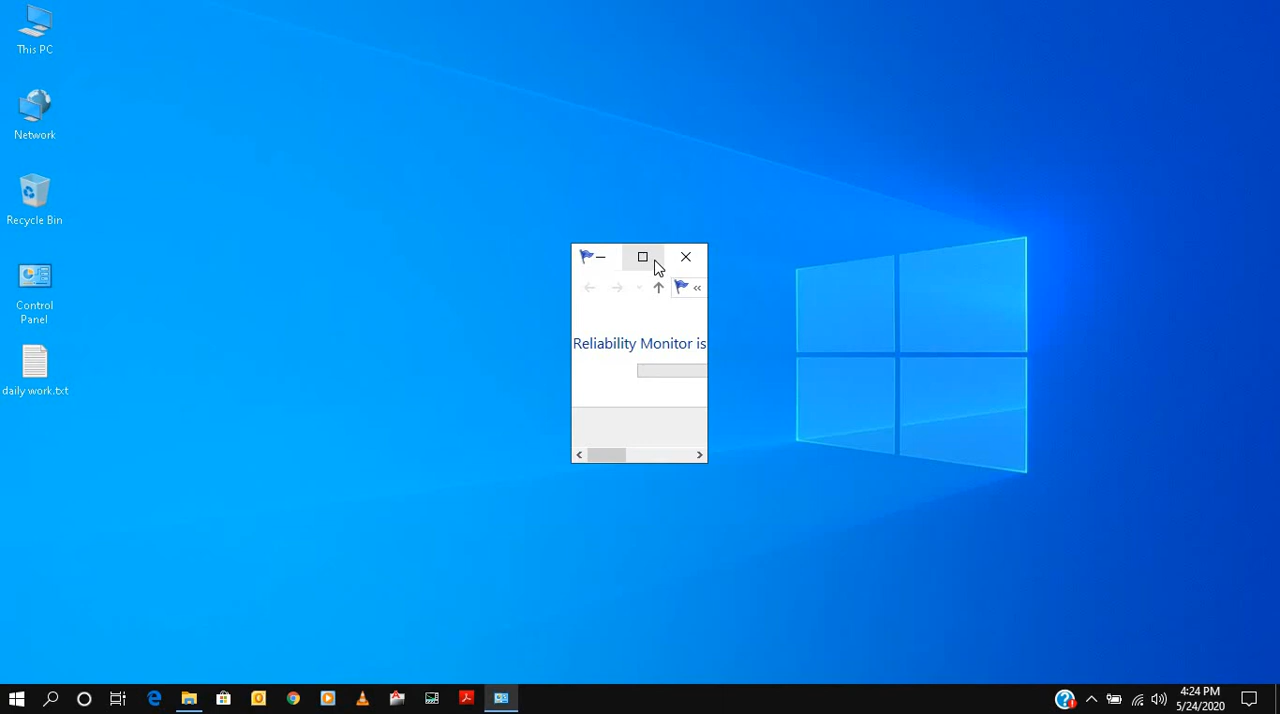 This PC
Network
Recycle Bin
Control
Panel
daily work.txt
Reliability Monitor is
4:24 PM
5/24/2020